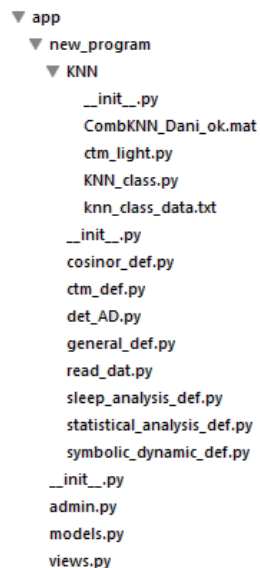 app
new_program
KNN
__init__.py
CombKNN_Dani_ok.mat
ctm_light.py
KNN_class.py
knn_class_data.txt
__init__.py
cosinor_def.py
ctm_def.py
det_AD.py
general_def.py
read_dat.py
sleep_analysis_def.py
statistical_analysis_def.py
symbolic_dynamic_def.py
__init__.py
admin.py
models.py
views.py